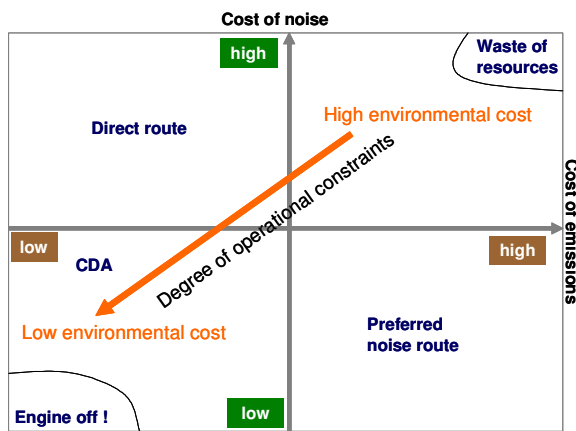 Cost of noise
high
Waste of
resources
High environmental cost
Direct route
Degree of operational constraints
Cost of emissions
low
high
CDA
Low environmental cost
Preferred
noise route
low
Engine off !